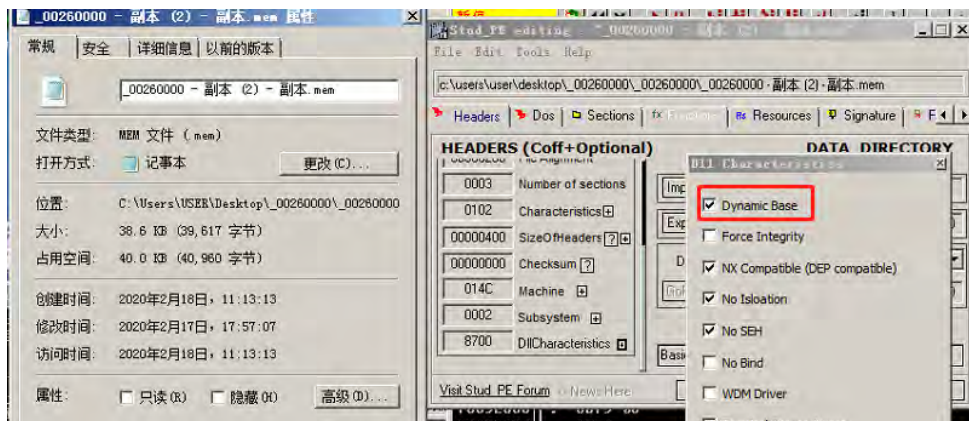 _00260000 - 副本 (2) - 副本.mem 属性
常规
安全
详细信息
以前的版本
_00260000 - 副本 (2) - 副本.mem
文件类型:
MEM 文件 (.mem)
打开方式:
记事本
更改(C)...
位置:
C:\Users\USER\Desktop\_00260000\_00260000
大小:
38.6 KB (39,617 字节)
占用空间:
40.0 KB (40,960 字节)
创建时间:
2020年2月18日，11:13:13
修改时间:
2020年2月17日，17:57:07
访问时间:
2020年2月18日，11:13:13
属性:
只读(R)
隐藏(H)
高级(D)...
Stud_PE editing
File Edit Tools Help
c:\users\user\desktop\_00260000\_00260000\_00260000 - 副本 (2) - 副本.mem
Headers
Dos
Sections
Resources
Signature
F
HEADERS (Coff+Optional)
DATA DIRECTORY
00000200 File Alignment
0003 Number of sections
0102 Characteristics
00000400 SizeOfHeaders ?
00000000 Checksum ?
014C Machine
0002 Subsystem
8700 DllCharacteristics
Visit Stud_PE Forum
News Here
Dll Characteristics
Dynamic Base
Force Integrity
NX Compatible (DEP compatible)
No Isloation
No SEH
No Bind
WDM Driver